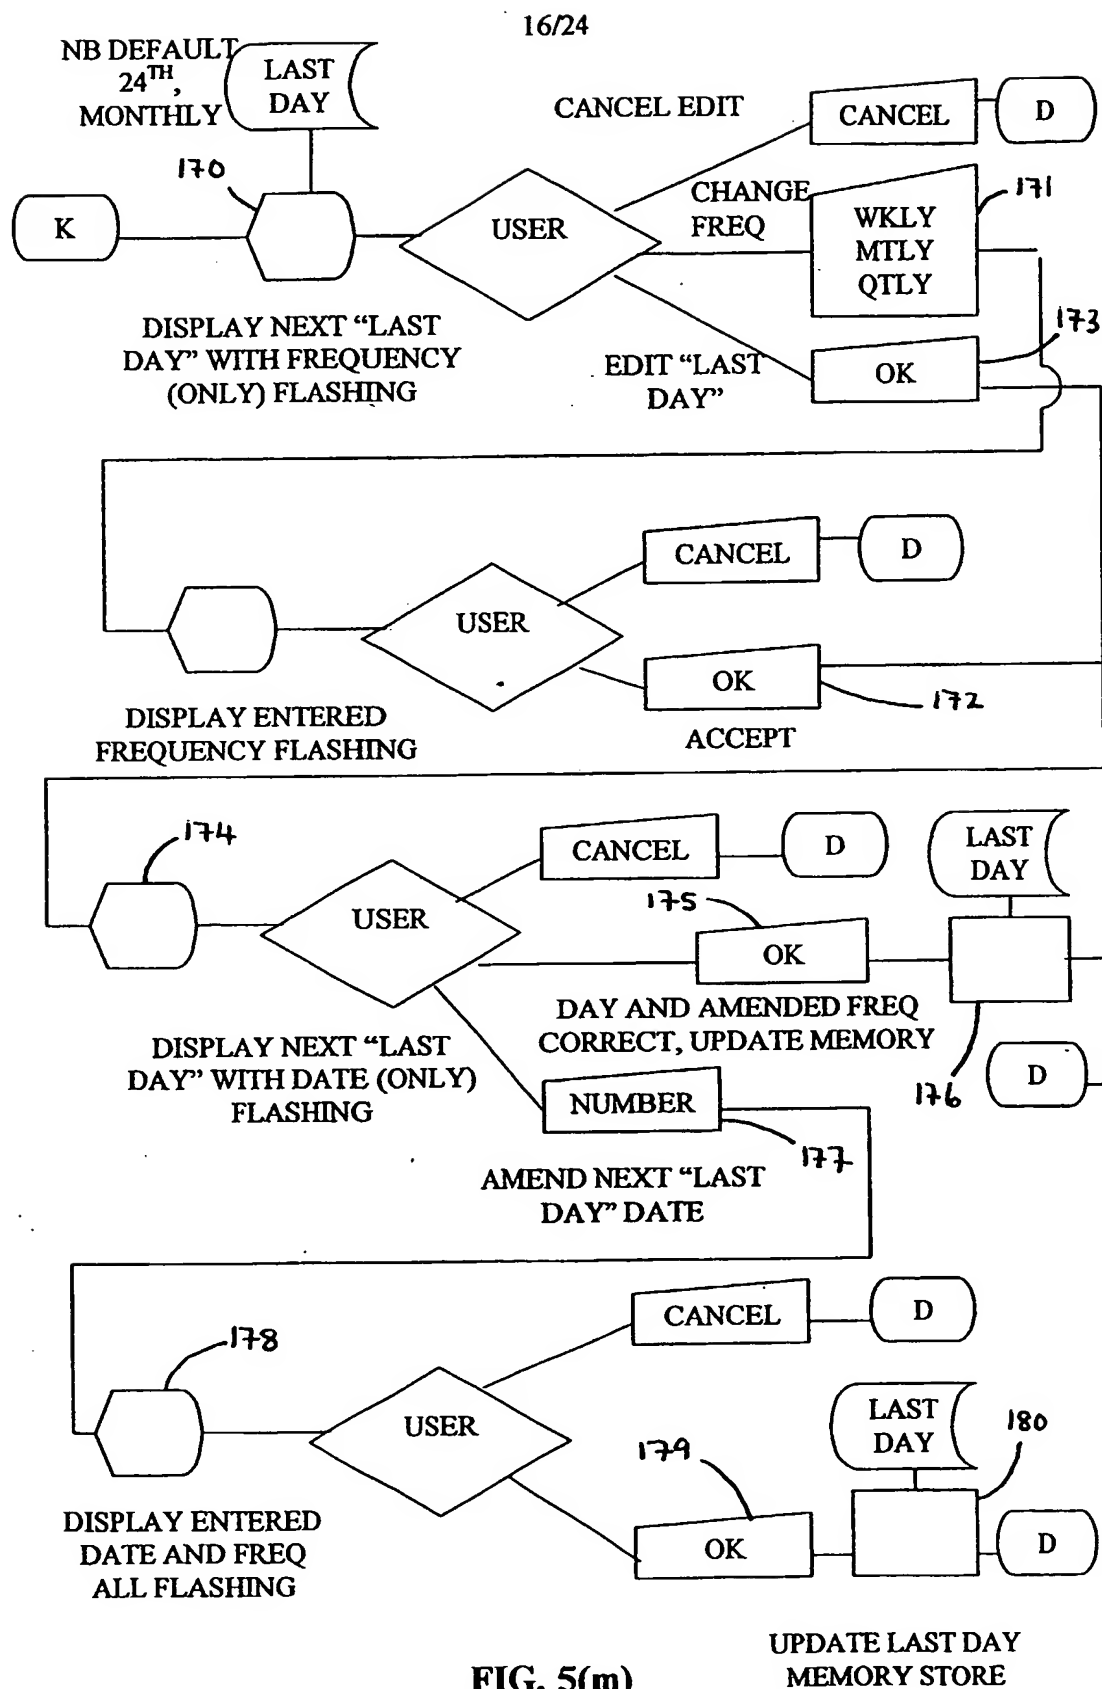 16/24
NB DEFAULT
24TH,
MONTHLY
LAST
DAY
CANCEL EDIT
CANCEL
D
170
K
USER
CHANGE
FREQ
WKLY
MTLY
QTLY
171
DISPLAY NEXT “LAST
DAY” WITH FREQUENCY
(ONLY) FLASHING
EDIT “LAST
DAY”
OK
173
CANCEL
D
USER
OK
172
DISPLAY ENTERED
FREQUENCY FLASHING
ACCEPT
174
CANCEL
D
LAST
DAY
USER
175
OK
DISPLAY NEXT “LAST
DAY” WITH DATE (ONLY)
FLASHING
DAY AND AMENDED FREQ
CORRECT, UPDATE MEMORY
176
D
NUMBER
177
AMEND NEXT “LAST
DAY” DATE
CANCEL
D
178
USER
LAST
DAY
180
179
OK
D
DISPLAY ENTERED
DATE AND FREQ
ALL FLASHING
UPDATE LAST DAY
MEMORY STORE
FIG. 5(m)